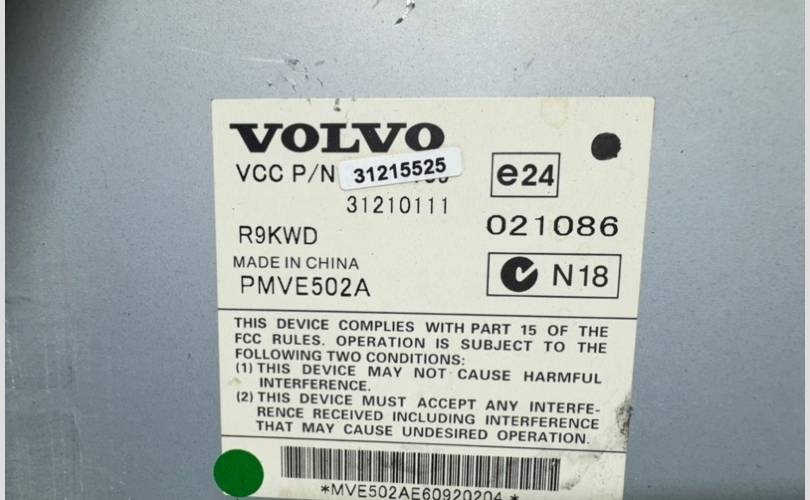 VOLVO
VCC P/N 31215525
31210111
e24
021086
R9KWD
N18
MADE IN CHINA
PMVE502A
THIS DEVICE COMPLIES WITH PART 15 OF THE
FCC RULES. OPERATION IS SUBJECT TO THE
FOLLOWING TWO CONDITIONS:
(1) THIS DEVICE MAY NOT CAUSE HARMFUL
INTERFERENCE.
(2) THIS DEVICE MUST ACCEPT ANY INTERFE-
RENCE RECEIVED INCLUDING INTERFERENCE
THAT MAY CAUSE UNDESIRED OPERATION.
*MVE502AE60920204*